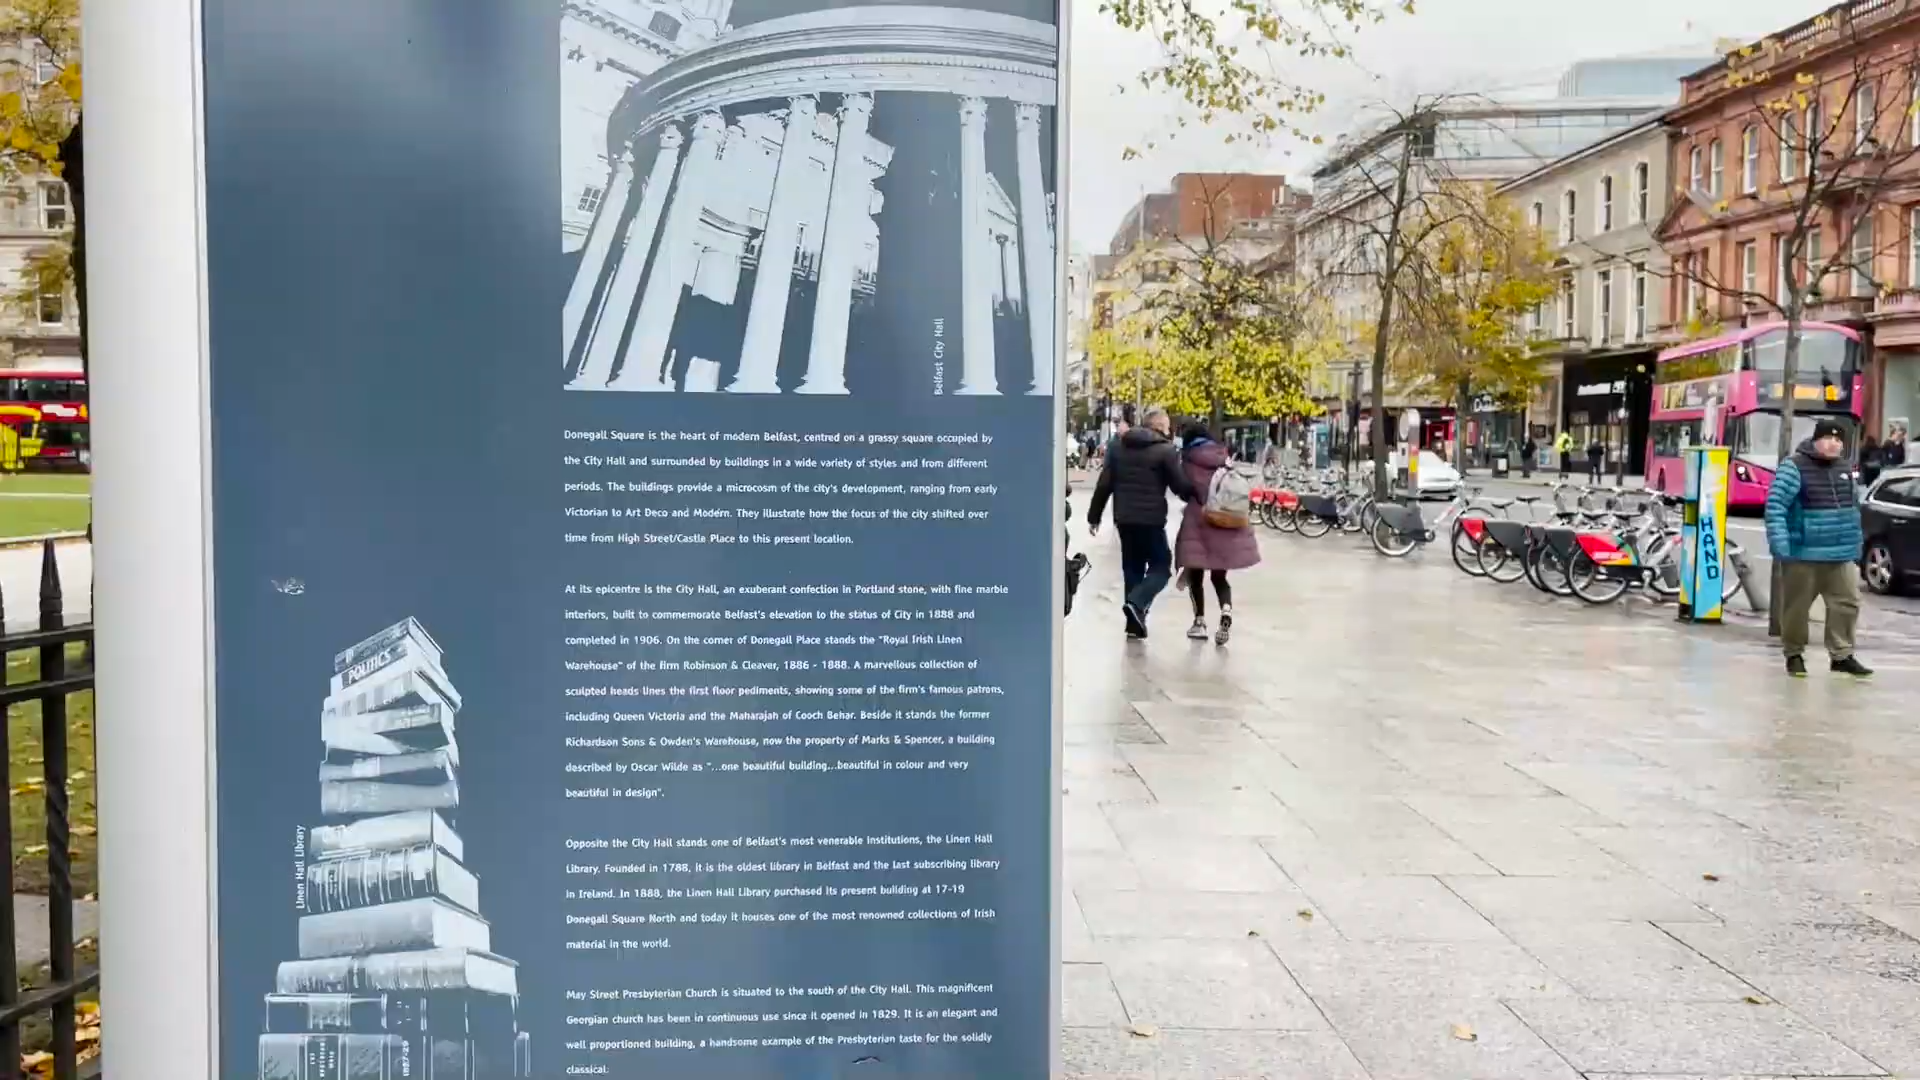 Belfast City Hall
Donegall Square is the heart of modern Belfast, centred on a grassy square occupied by
the City Hall and surrounded by buildings in a wide variety of styles and from different
periods. The buildings provide a microcosm of the city's development, ranging from early
Victorian to Art Deco and Modern. They illustrate how the focus of the city shifted over
time from High Street/Castle Place to this present location.
At its epicentre is the City Hall, an exuberant confection in Portland stone, with fine marble
interiors, built to commemorate Belfast's elevation to the status of City in 1888 and
completed in 1906. On the corner of Donegall Place stands the "Royal Irish Linen
Warehouse" of the firm Robinson & Cleaver, 1886 - 1888. A marvellous collection of
sculpted heads lines the first floor pediments, showing some of the firm's famous patrons,
including Queen Victoria and the Maharajah of Cooch Behar. Beside it stands the former
Richardson Sons & Owden's Warehouse, now the property of Marks & Spencer, a building
described by Oscar Wilde as "...one beautiful building...beautiful in colour and very
beautiful in design".
Opposite the City Hall stands one of Belfast's most venerable institutions, the Linen Hall
Library. Founded in 1788, it is the oldest library in Belfast and the last subscribing library
in Ireland. In 1888, the Linen Hall Library purchased its present building at 17-19
Donegall Square North and today it houses one of the most renowned collections of Irish
material in the world.
May Street Presbyterian Church is situated to the south of the City Hall. This magnificent
Georgian church has been in continuous use since it opened in 1829. It is an elegant and
well proportioned building, a handsome example of the Presbyterian taste for the solidly
classical.
Linen Hall Library
POLITICS
1827-29
HAND